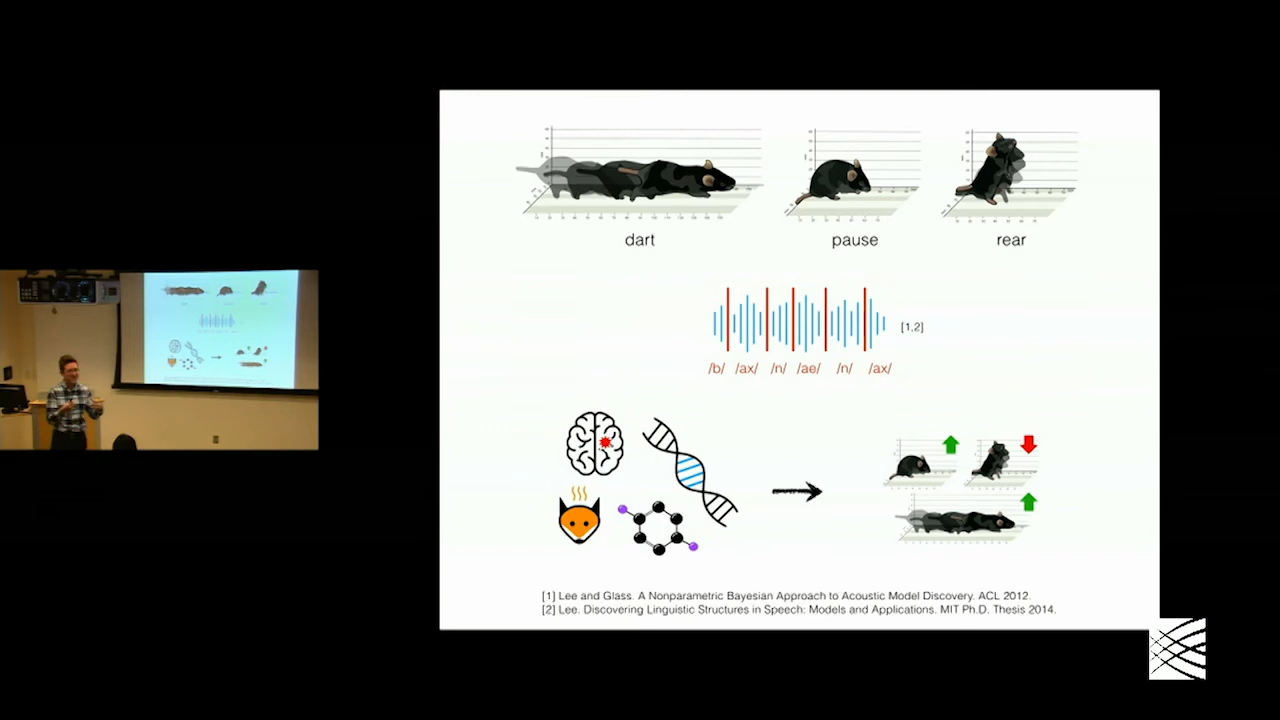 dart pause rear
[1,2]
/b/ /ax/ /n/ /ae/ /n/ /ax/
[1] Lee and Glass. A Nonparametric Bayesian Approach to Acoustic Model Discovery. ACL 2012.
[2] Lee. Discovering Linguistic Structures in Speech: Models and Applications. MIT Ph.D. Thesis 2014.